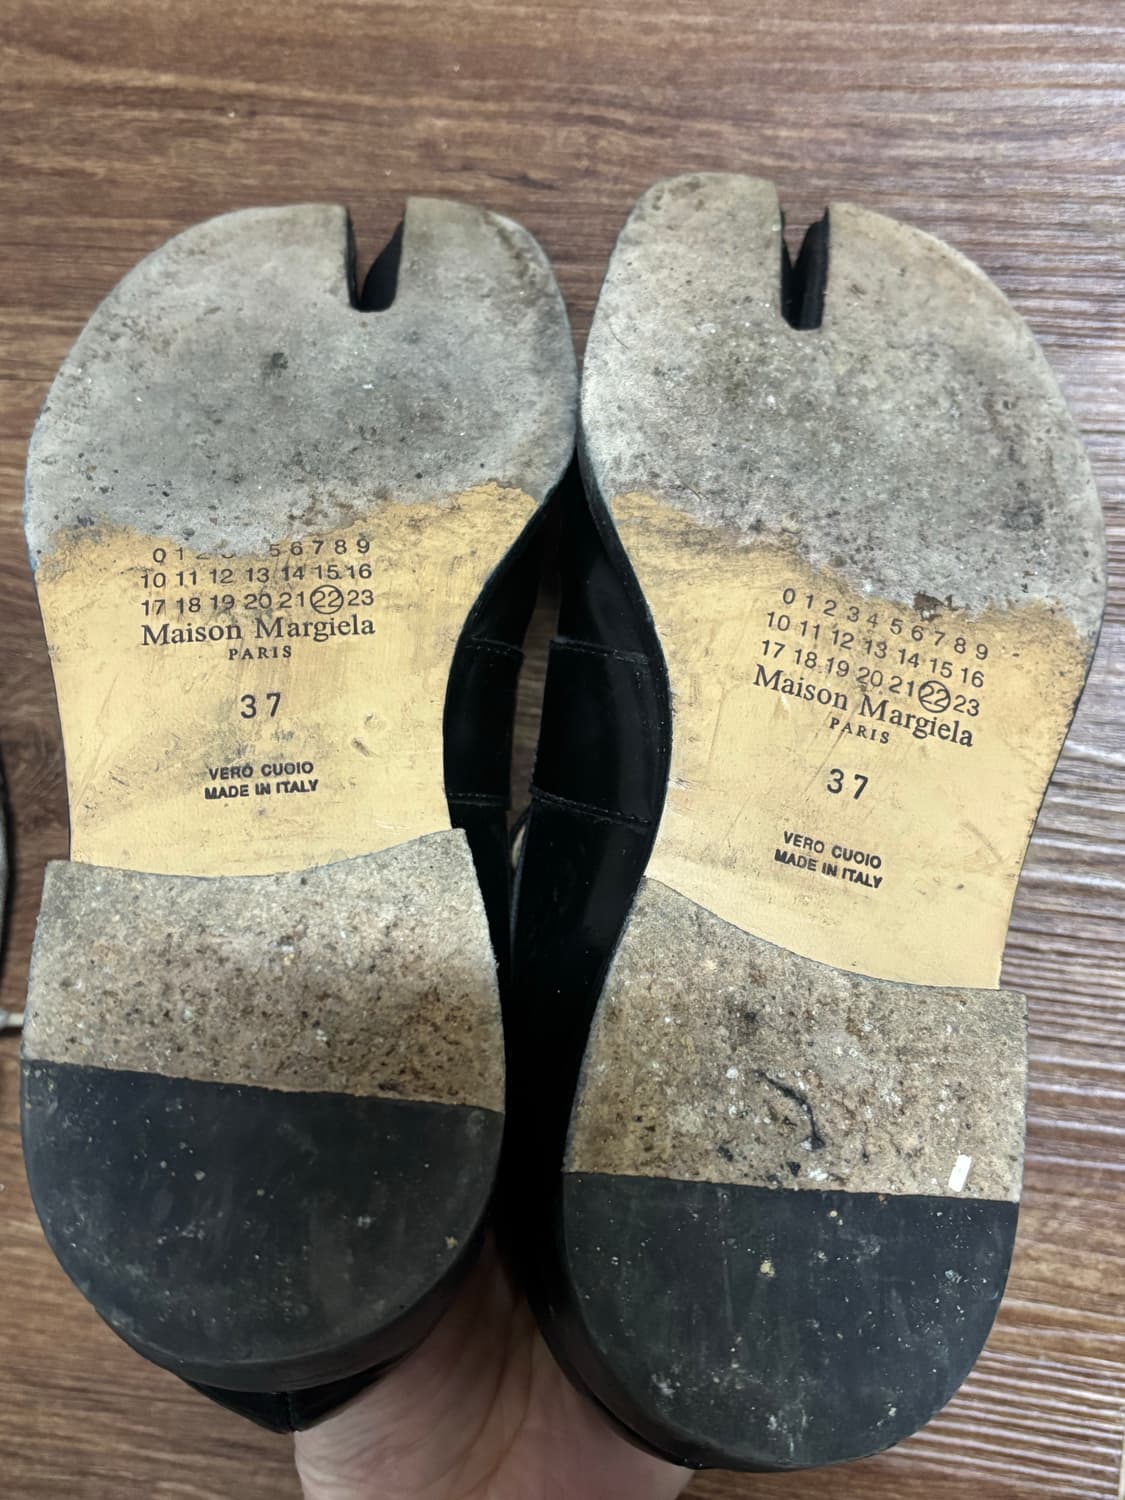 0 1 2 5 6 7 8 9
10 11 12 13 14 15 16
17 18 19 20 21 22 23
Maison Margiela
PARIS
37
VERO CUOIO
MADE IN ITALY
0 1 2 3 4 5 6 7 8 9
10 11 12 13 14 15 16
17 18 19 20 21 22 23
Maison Margiela
PARIS
37
VERO CUOIO
MADE IN ITALY